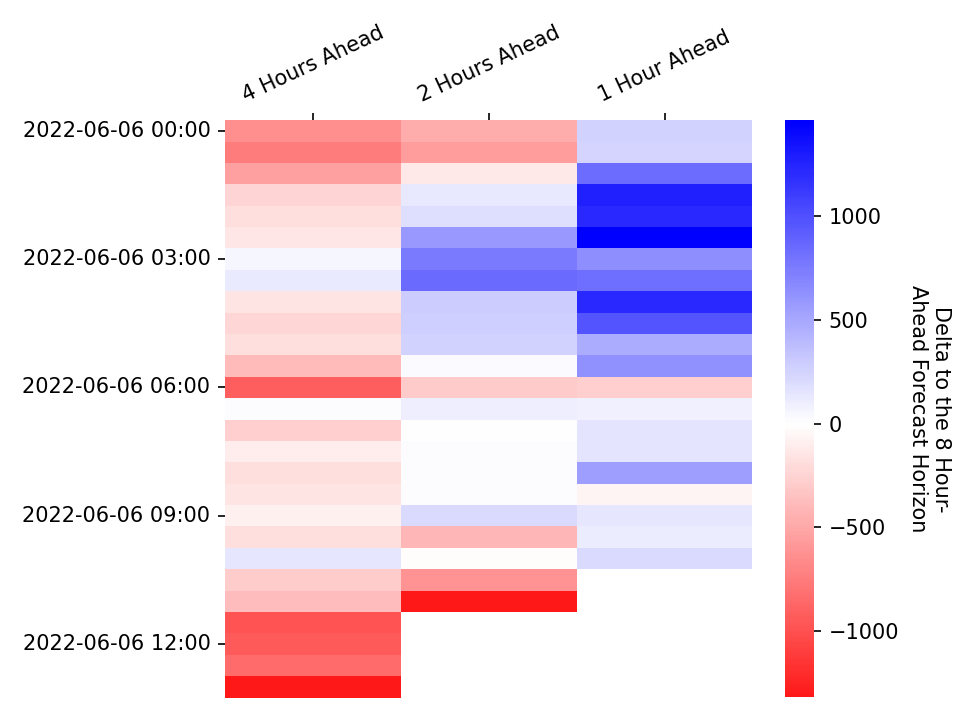 4 Hours Ahead
2 Hours Ahead
1 Hour Ahead
2022-06-06 00:00
2022-06-06 03:00
2022-06-06 06:00
2022-06-06 09:00
2022-06-06 12:00
1000
500
0
−500
−1000
Delta to the 8 Hour-
Ahead Forecast Horizon